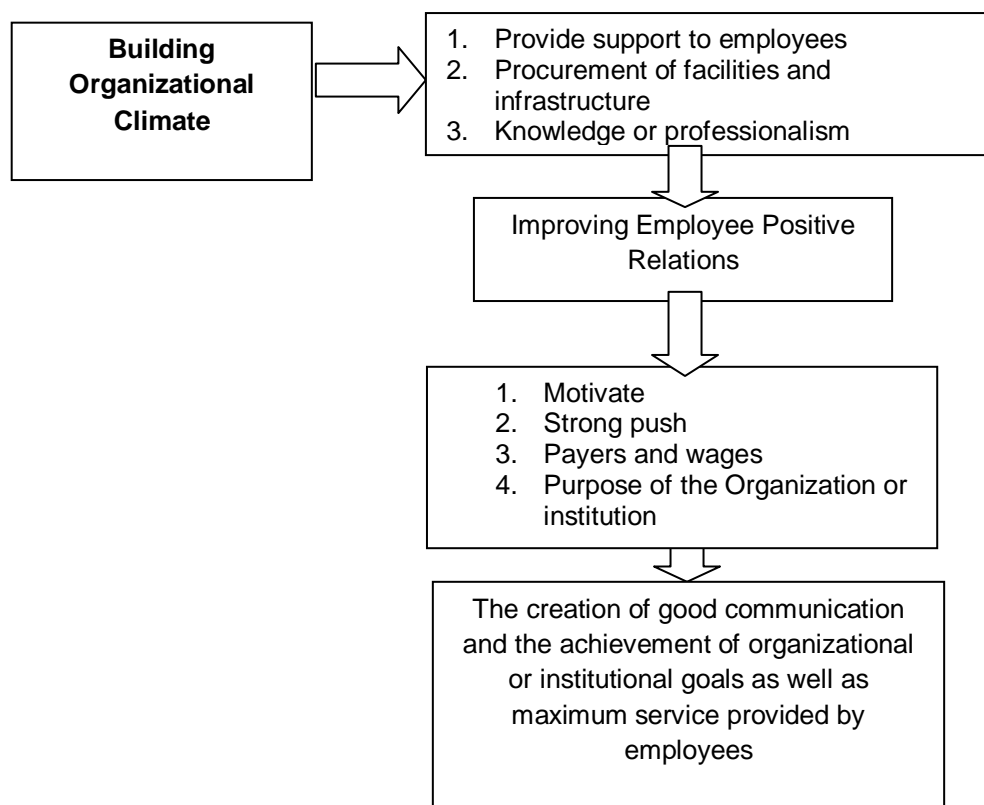 Building
Organizational
Climate
1. Provide support to employees
2. Procurement of facilities and
infrastructure
3. Knowledge or professionalism
Improving Employee Positive
Relations
1. Motivate
2. Strong push
3. Payers and wages
4. Purpose of the Organization or
institution
The creation of good communication
and the achievement of organizational
or institutional goals as well as
maximum service provided by
employees